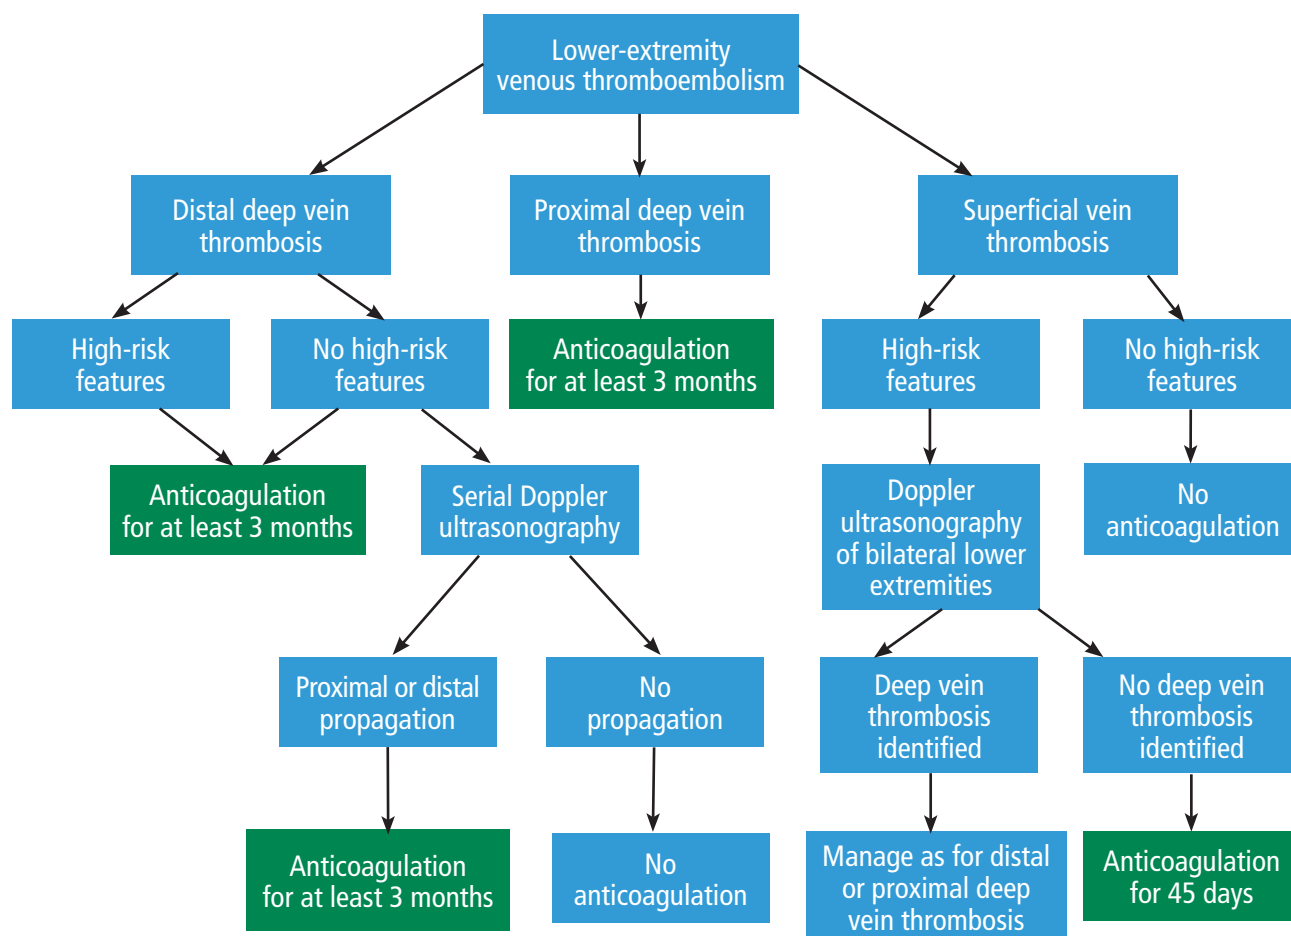 Lower-extremity
venous thromboembolism
Distal deep vein
thrombosis
Proximal deep vein
thrombosis
Superficial vein
thrombosis
High-risk
features
No high-risk
features
Anticoagulation
for at least 3 months
High-risk
features
No high-risk
features
Anticoagulation
for at least 3 months
Serial Doppler
ultrasonography
Doppler
ultrasonography
of bilateral lower
extremities
No
anticoagulation
Proximal or distal
propagation
No
propagation
Deep vein
thrombosis
identified
No deep vein
thrombosis
identified
Anticoagulation
for at least 3 months
No
anticoagulation
Manage as for distal
or proximal deep
vein thrombosis
Anticoagulation
for 45 days